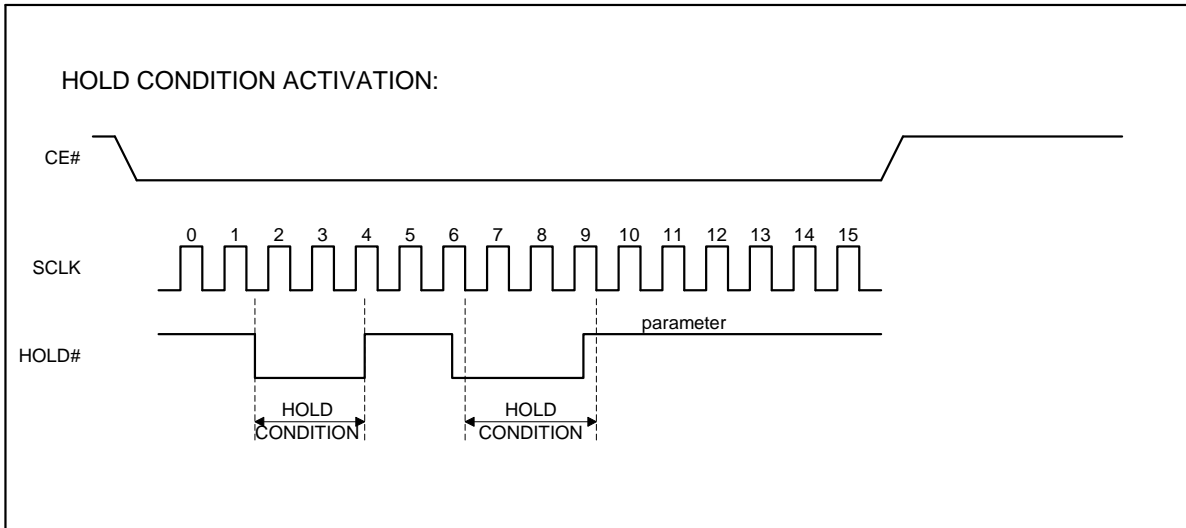 HOLD CONDITION ACTIVATION:
CE#
0 1 2 3 4 5 6 7 8 9 10 11 12 13 14 15
SCLK
parameter
HOLD#
HOLD HOLD
CONDITION CONDITION